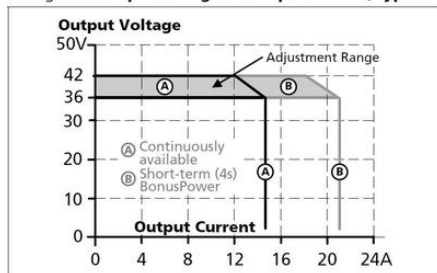 Output Voltage
50V
Adjustment Range
42
A
B
36
30
A Continuously
available
20
B Short-term (4s)
BonusPower
A
B
10
Output Current
0
0 4 8 12 16 20 24A